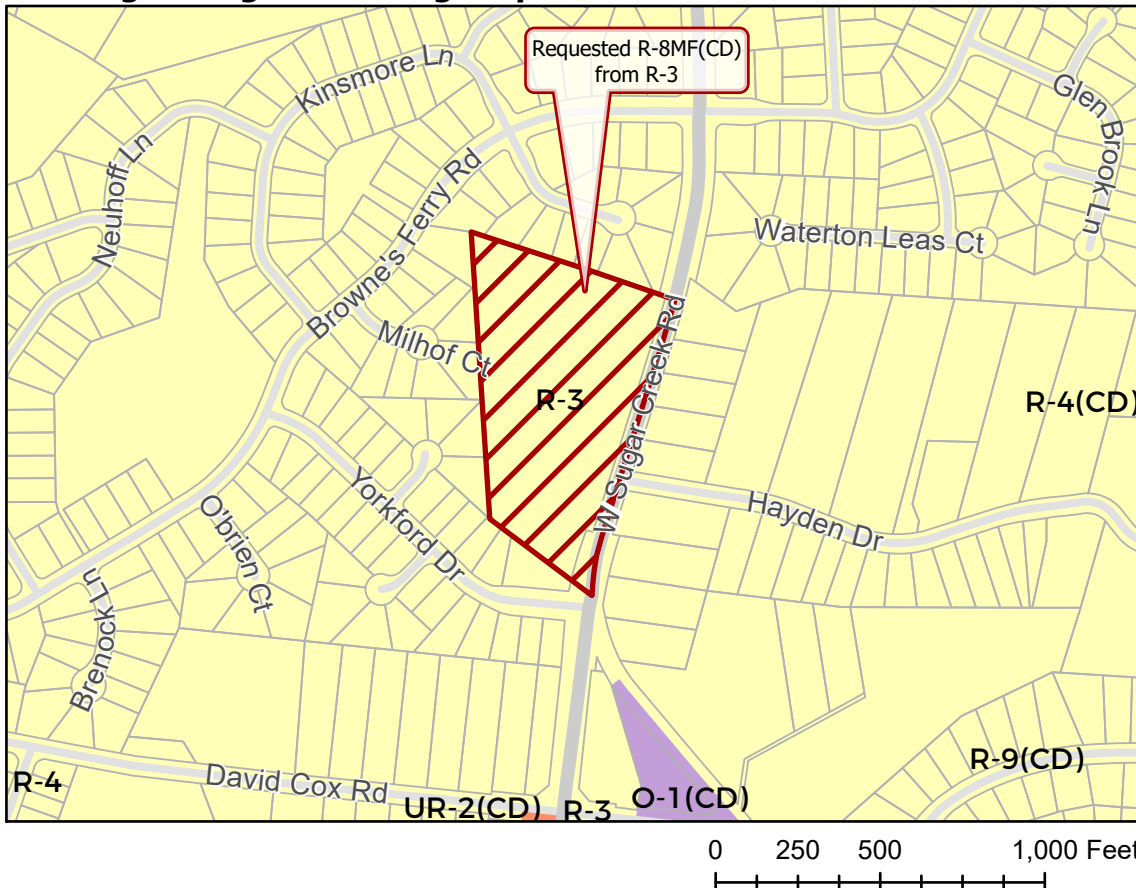 Requested R-8MF(CD)
from R-3
Kinsmore Ln
Glen Brook Ln
Neuhoff Ln
Browne's Ferry Rd
Waterton Leas Ct
Milhof Ct
W Sugar Creek Rd
R-3
R-4(CD)
Yorkford Dr
Hayden Dr
O'brien Ct
Brenock Ln
R-9(CD)
R-4
David Cox Rd
UR-2(CD)
R-3
O-1(CD)
0 250 500 1,000 Feet